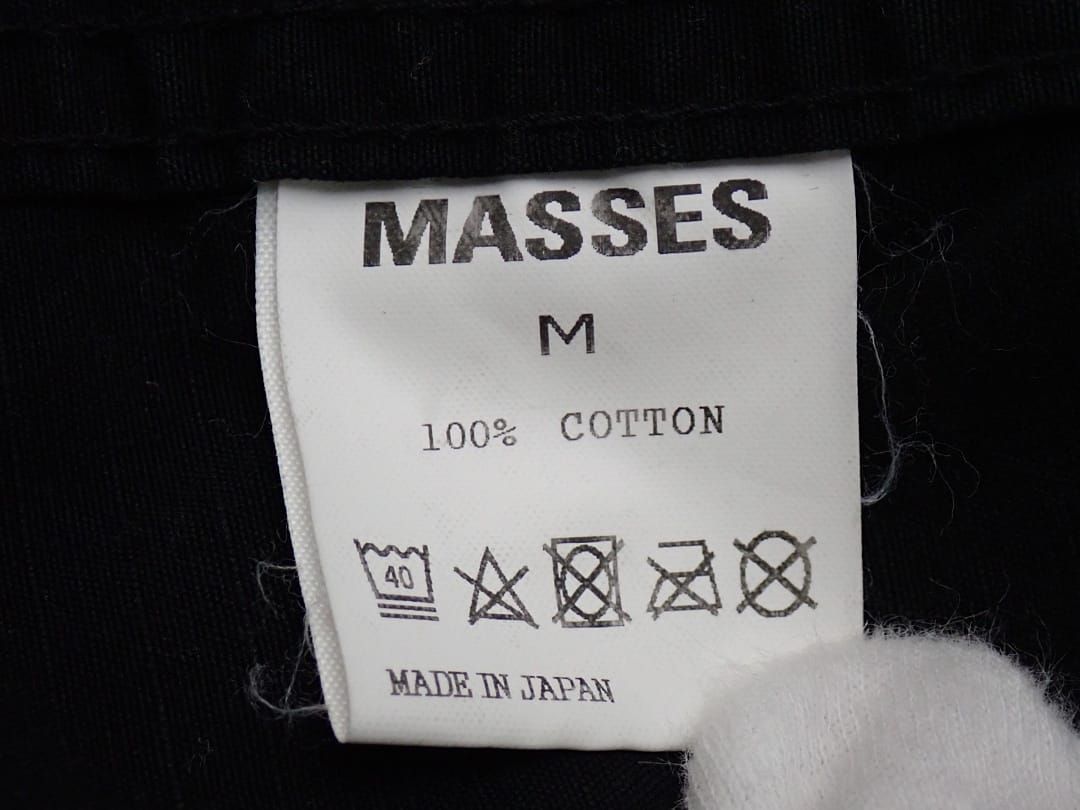 MASSES
M
100% COTTON
40
MADE IN JAPAN